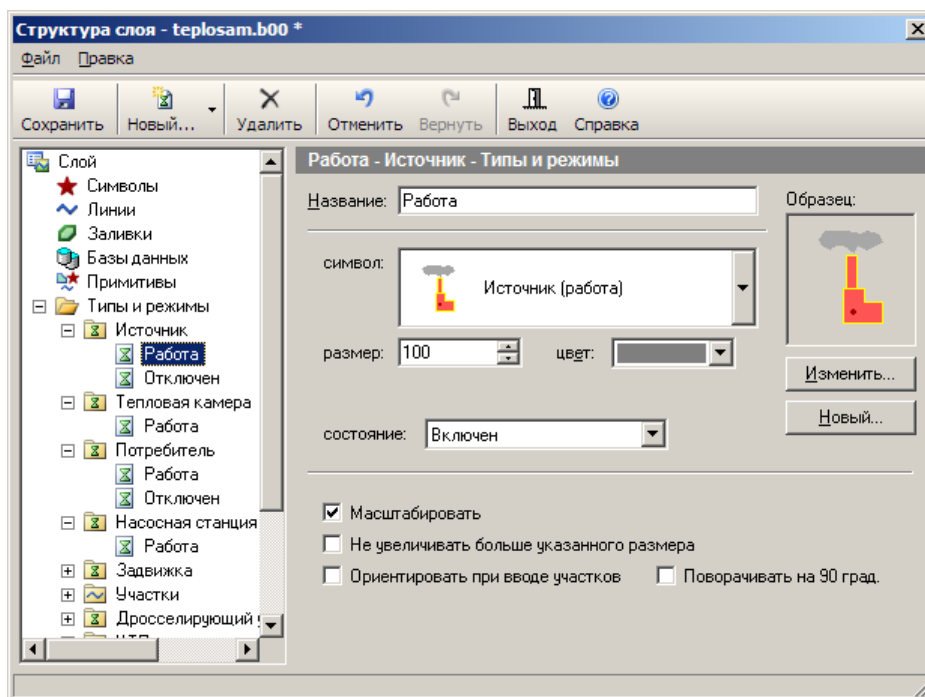 Структура слоя - teplosam.b00 *
Файл Правка
Сохранить Новый... Удалить Отменить Вернуть Выход Справка
Слой
Символы
Линии
Заливки
Базы данных
Примитивы
Типы и режимы
Источник
Работа
Отключен
Тепловая камера
Работа
Потребитель
Работа
Отключен
Насосная станция
Работа
Задвижка
Участки
Дросселирующий
Работа - Источник - Типы и режимы
Название: Работа
Образец:
символ: Источник (работа)
размер: 100 цвет:
Изменить...
Новый...
состояние: Включен
Масштабировать
Не увеличивать больше указанного размера
Ориентировать при вводе участков Поворачивать на 90 град.